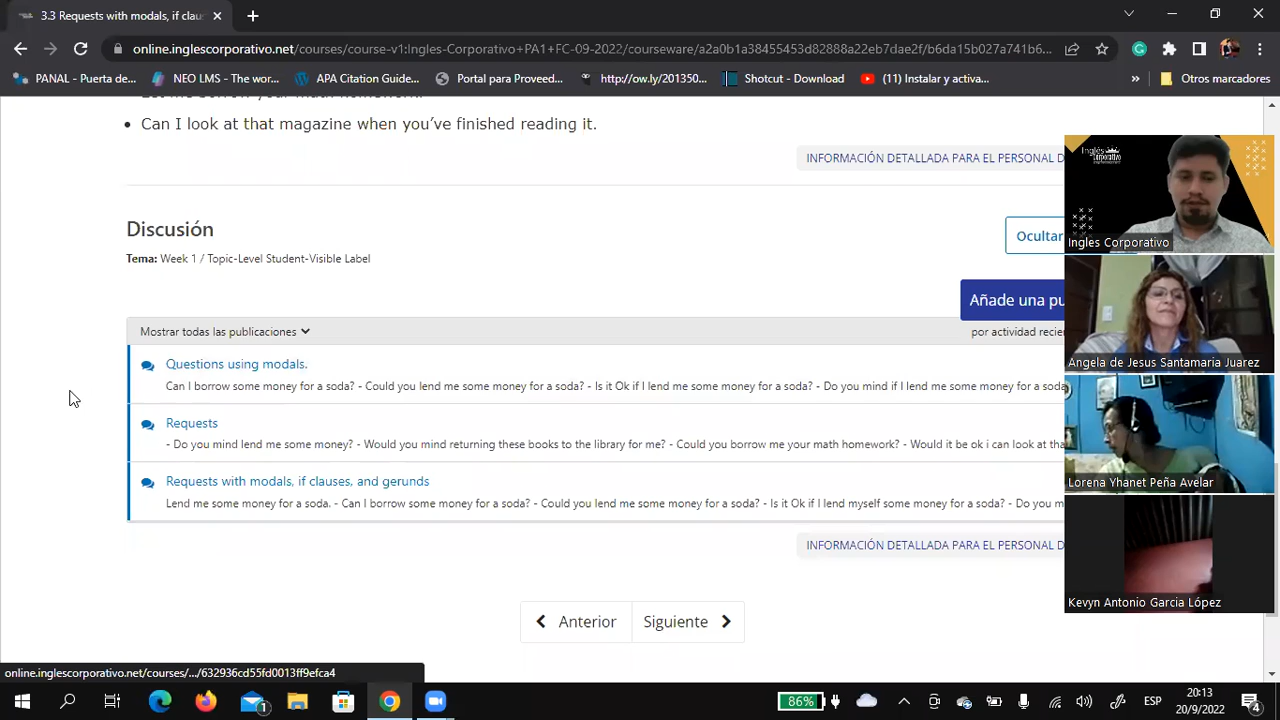 3.3 Requests with modals, if clau
online.inglescorporativo.net/courses/course-v1:Ingles-Corporativo+PA1+FC-09-2022/courseware/a2a0b1a38455453d82888a22eb7dae2f/b6da15b027a741b6...
PANAL - Puerta de...
NEO LMS - The wor...
APA Citation Guide...
Portal para Proveed...
http://ow.ly/201350...
Shotcut - Download
(11) Instalar y activa...
»
Otros marcadores
• Can I look at that magazine when you've finished reading it.
INFORMACIÓN DETALLADA PARA EL PERSONAL D
Discusión
Ocultar
Tema: Week 1 / Topic-Level Student-Visible Label
Añade una pu
Mostrar todas las publicaciones
por actividad recien
Questions using modals.
Can I borrow some money for a soda? - Could you lend me some money for a soda? - Is it Ok if I lend me some money for a soda? - Do you mind if I lend me some money for a soda
Requests
- Do you mind lend me some money? - Would you mind returning these books to the library for me? - Could you borrow me your math homework? - Would it be ok i can look at tha
Requests with modals, if clauses, and gerunds
Lend me some money for a soda. - Can I borrow some money for a soda? - Could you lend me some money for a soda? - Is it Ok if I lend myself some money for a soda? - Do you m
INFORMACIÓN DETALLADA PARA EL PERSONAL D
Anterior
Siguiente
online.inglescorporativo.net/courses/.../632936cd55fd0013ff9efca4
Inglés
Corporativo
Ingles Corporativo
Angela de Jesus Santamaria Juarez
Lorena Yhanet Peña Avelar
Kevyn Antonio Garcia López
1
86%
ESP
20:13
20/9/2022
4